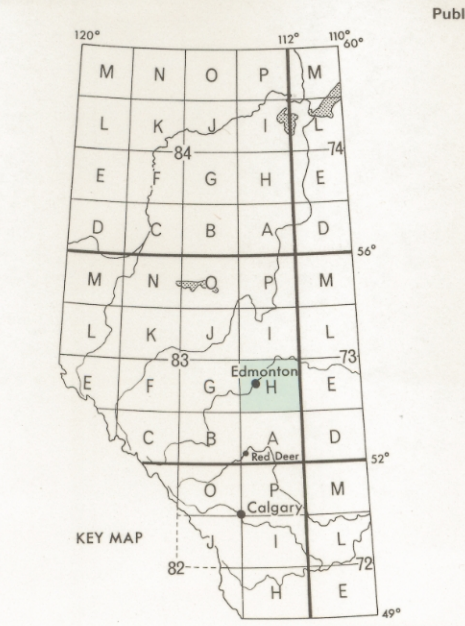 Publ
120° 112° 110°
60°
M N O P M
L K J I L
84 74
E F G H E
D C B A D
56°
M N O P M
L K J I L
83 73
Edmonton
E F G H E
C B A D
Red Deer 52°
O P M
Calgary
KEY MAP J I L
82 72
H E
49°